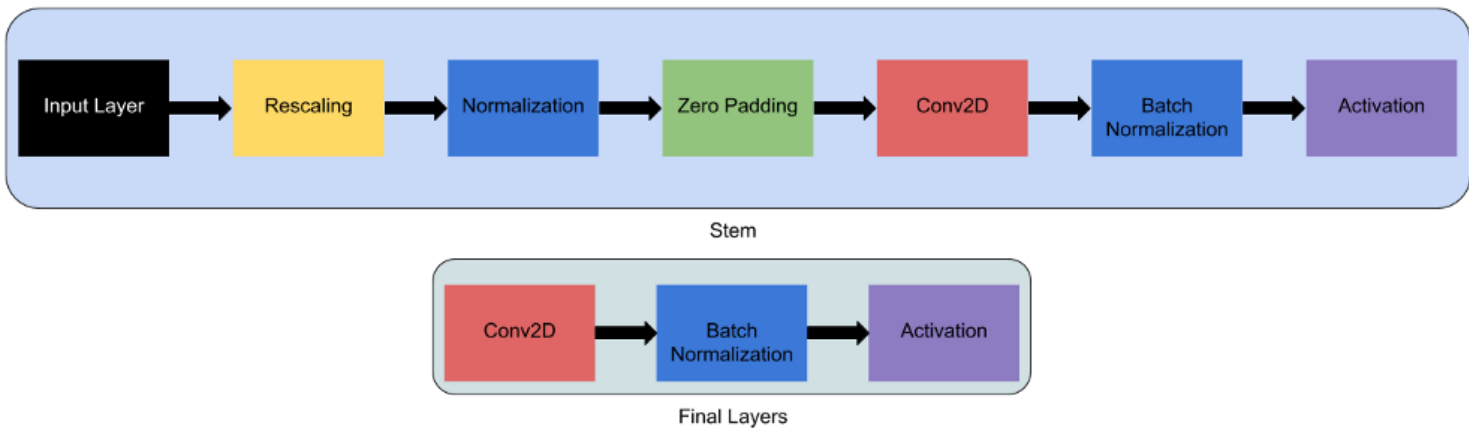 Input Layer
Rescaling
Normalization
Zero Padding
Conv2D
Batch
Normalization
Activation
Stem
Conv2D
Batch
Normalization
Activation
Final Layers